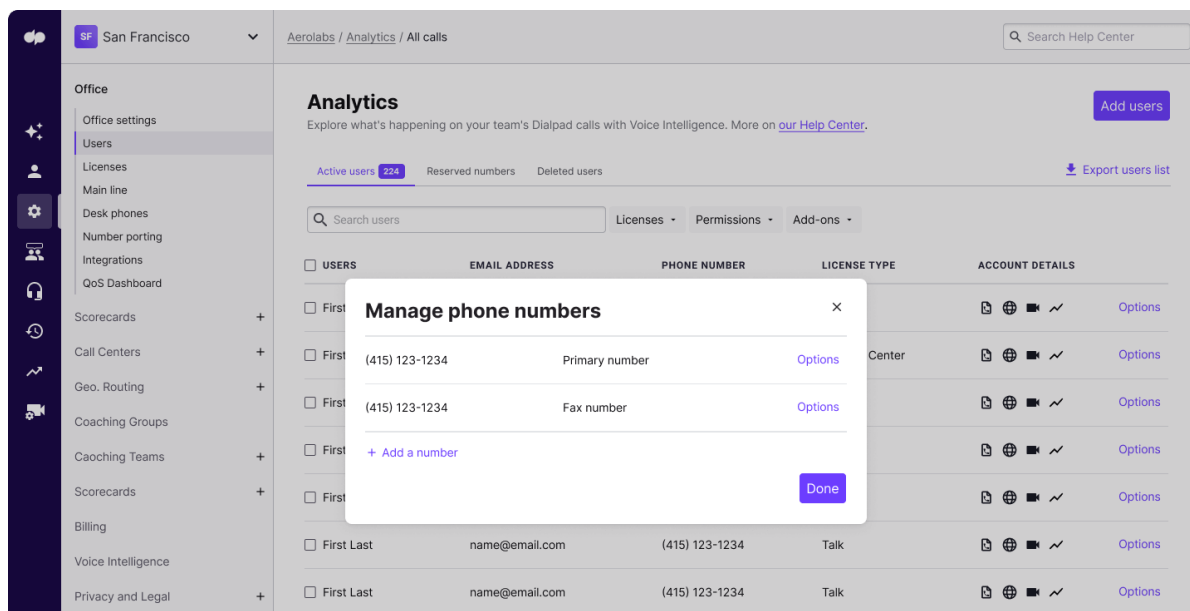 SF San Francisco
Aerolabs / Analytics / All calls
Search Help Center
Office
Office settings
Users
Licenses
Main line
Desk phones
Number porting
Integrations
QoS Dashboard
Scorecards +
Call Centers +
Geo. Routing +
Coaching Groups
Caoching Teams +
Scorecards +
Billing
Voice Intelligence
Privacy and Legal +
Analytics
Explore what's happening on your team's Dialpad calls with Voice Intelligence. More on our Help Center.
Add users
Active users 224 Reserved numbers Deleted users
Export users list
Search users Licenses Permissions Add-ons
USERS EMAIL ADDRESS PHONE NUMBER LICENSE TYPE ACCOUNT DETAILS
First Options
First Center Options
First Options
First Options
First Options
First Last name@email.com (415) 123-1234 Talk Options
First Last name@email.com (415) 123-1234 Talk Options
Manage phone numbers
(415) 123-1234 Primary number Options
(415) 123-1234 Fax number Options
+ Add a number
Done